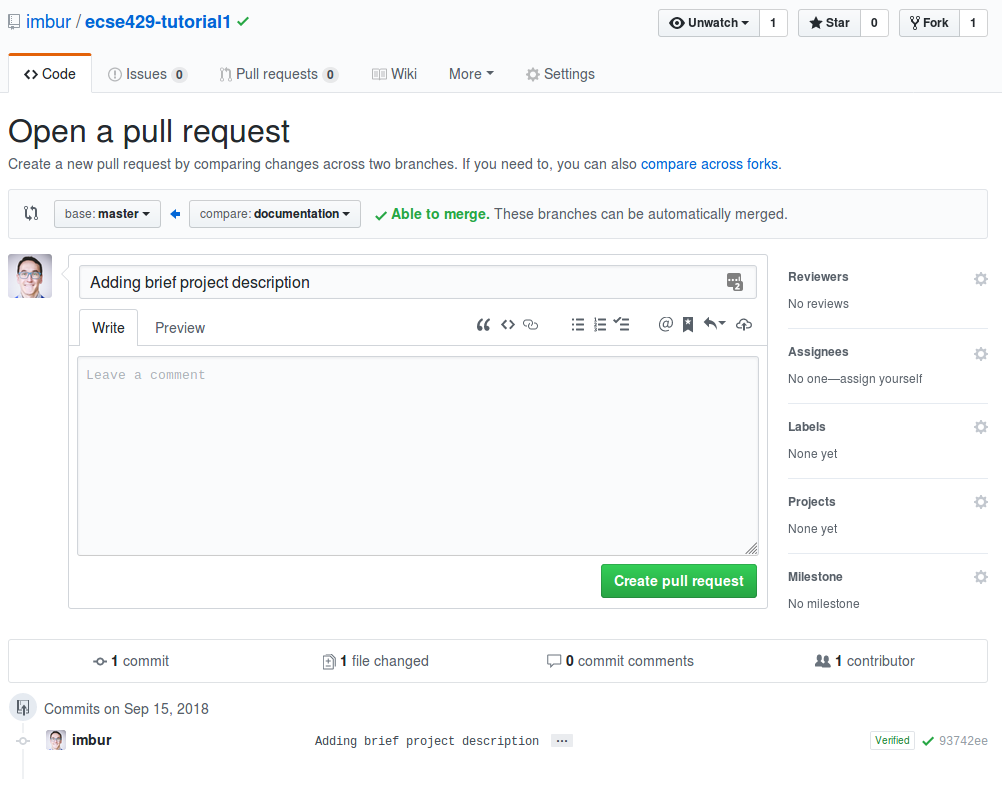 imbur / ecse429-tutorial1
Unwatch 1 Star 0 Fork 1
Code Issues 0 Pull requests 0 Wiki More Settings
Open a pull request
Create a new pull request by comparing changes across two branches. If you need to, you can also compare across forks.
base: master compare: documentation Able to merge. These branches can be automatically merged.
Adding brief project description 2
Write Preview
Leave a comment
Create pull request
Reviewers
No reviews
Assignees
No one—assign yourself
Labels
None yet
Projects
None yet
Milestone
No milestone
1 commit 1 file changed 0 commit comments 1 contributor
Commits on Sep 15, 2018
imbur Adding brief project description … Verified 93742ee